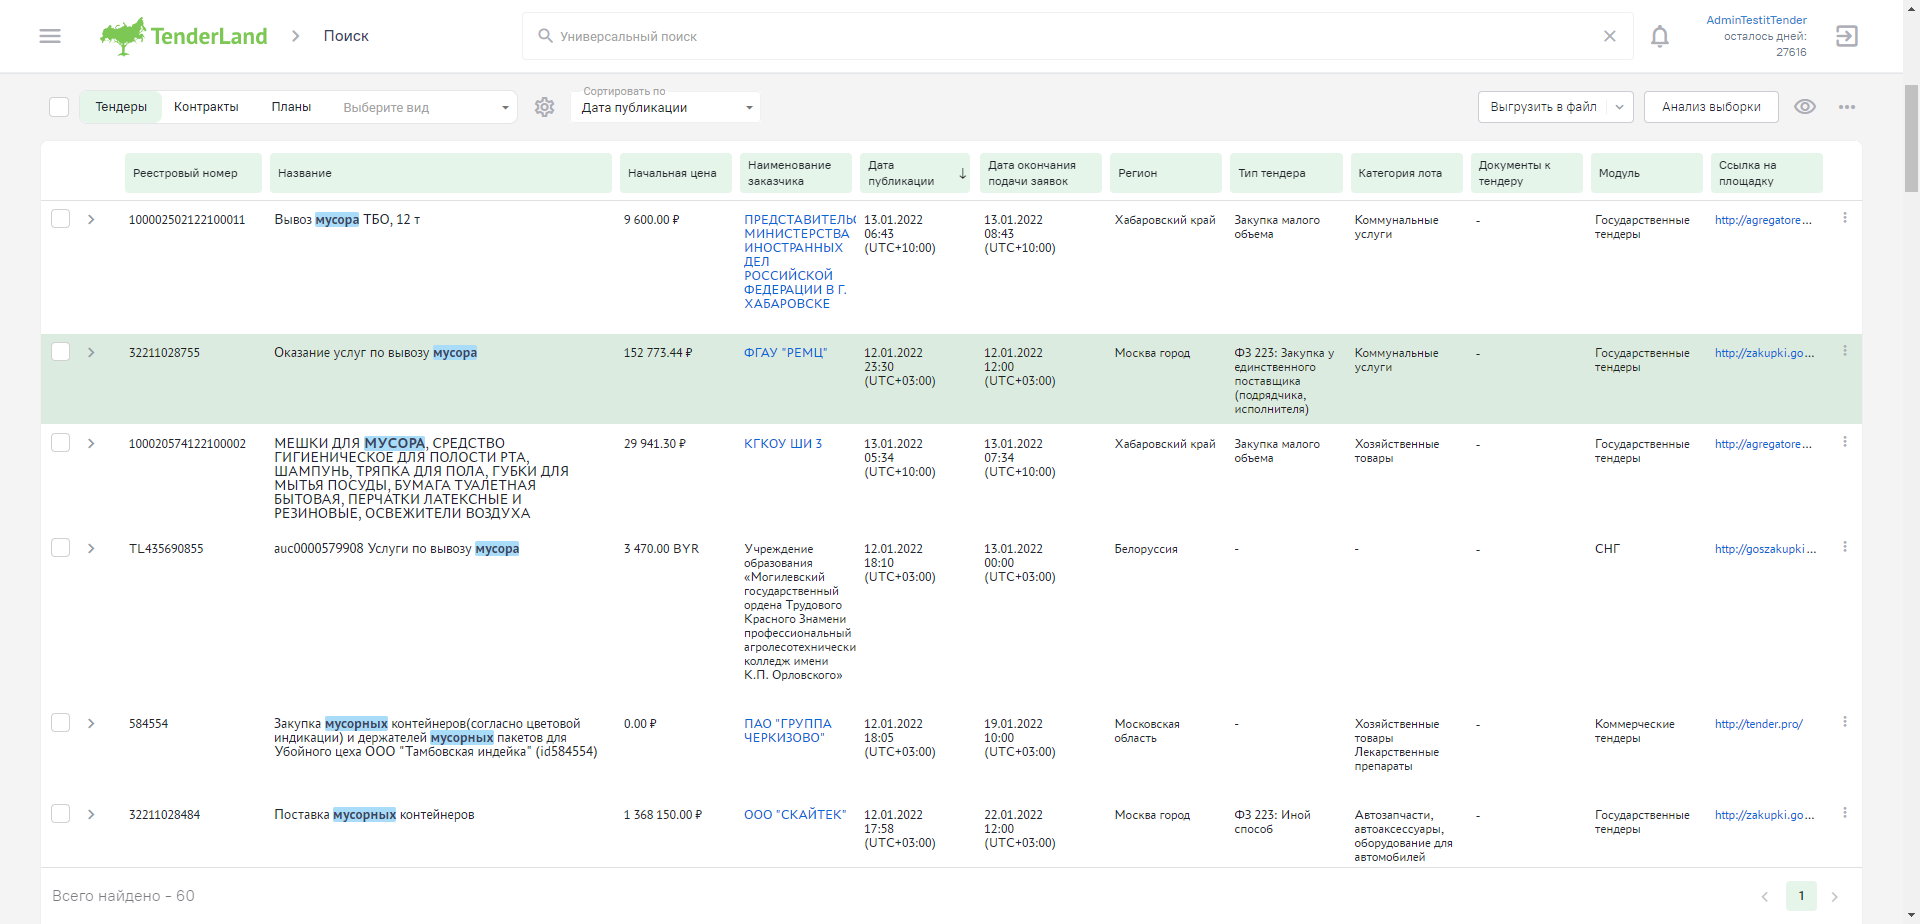 TenderLand
Поиск
Универсальный поиск
AdminTestitTender
осталось дней:
27616
Тендеры
Контракты
Планы
Выберите вид
Сортировать по
Дата публикации
Выгрузить в файл
Анализ выборки
Реестровый номер
Название
Начальная цена
Наименование
заказчика
Дата
публикации
Дата окончания
подачи заявок
Регион
Тип тендера
Категория лота
Документы к
тендеру
Модуль
Ссылка на
площадку
100002502122100011
Вывоз мусора ТБО, 12 т
9 600.00 ₽
ПРЕДСТАВИТЕЛЬС
МИНИСТЕРСТВА
ИНОСТРАННЫХ
ДЕЛ
РОССИЙСКОЙ
ФЕДЕРАЦИИ В Г.
ХАБАРОВСКЕ
13.01.2022
06:43
(UTC+10:00)
13.01.2022
08:43
(UTC+10:00)
Хабаровский край
Закупка малого
объема
Коммунальные
услуги
-
Государственные
тендеры
http://agregatore...
32211028755
Оказание услуг по вывозу мусора
152 773.44 ₽
ФГАУ "РЕМЦ"
12.01.2022
23:30
(UTC+03:00)
12.01.2022
12:00
(UTC+03:00)
Москва город
ФЗ 223: Закупка у
единственного
поставщика
(подрядчика,
исполнителя)
Коммунальные
услуги
-
Государственные
тендеры
http://zakupki.go...
100020574122100002
МЕШКИ ДЛЯ МУСОРА, СРЕДСТВО
ГИГИЕНИЧЕСКОЕ ДЛЯ ПОЛОСТИ РТА,
ШАМПУНЬ, ТРЯПКА ДЛЯ ПОЛА, ГУБКИ ДЛЯ
МЫТЬЯ ПОСУДЫ, БУМАГА ТУАЛЕТНАЯ
БЫТОВАЯ, ПЕРЧАТКИ ЛАТЕКСНЫЕ И
РЕЗИНОВЫЕ, ОСВЕЖИТЕЛИ ВОЗДУХА
29 941.30 ₽
КГКОУ ШИ 3
13.01.2022
05:34
(UTC+10:00)
13.01.2022
07:34
(UTC+10:00)
Хабаровский край
Закупка малого
объема
Хозяйственные
товары
-
Государственные
тендеры
http://agregatore...
TL435690855
auc0000579908 Услуги по вывозу мусора
3 470.00 BYR
Учреждение
образования
«Могилевский
государственный
ордена Трудового
Красного Знамени
профессиональный
агролесотехнически
колледж имени
К.П. Орловского»
12.01.2022
18:10
(UTC+03:00)
13.01.2022
00:00
(UTC+03:00)
Белоруссия
-
-
-
СНГ
http://goszakupki...
584554
Закупка мусорных контейнеров(согласно цветовой
индикации) и держателей мусорных пакетов для
Убойного цеха ООО "Тамбовская индейка" (id584554)
0.00 ₽
ПАО "ГРУППА
ЧЕРКИЗОВО"
12.01.2022
18:05
(UTC+03:00)
19.01.2022
10:00
(UTC+03:00)
Московская
область
-
Хозяйственные
товары
Лекарственные
препараты
-
Коммерческие
тендеры
http://tender.pro/
32211028484
Поставка мусорных контейнеров
1 368 150.00 ₽
ООО "СКАЙТЕК"
12.01.2022
17:58
(UTC+03:00)
22.01.2022
12:00
(UTC+03:00)
Москва город
ФЗ 223: Иной
способ
Автозапчасти,
автоаксессуары,
оборудование для
автомобилей
-
Государственные
тендеры
http://zakupki.go...
Всего найдено - 60
1